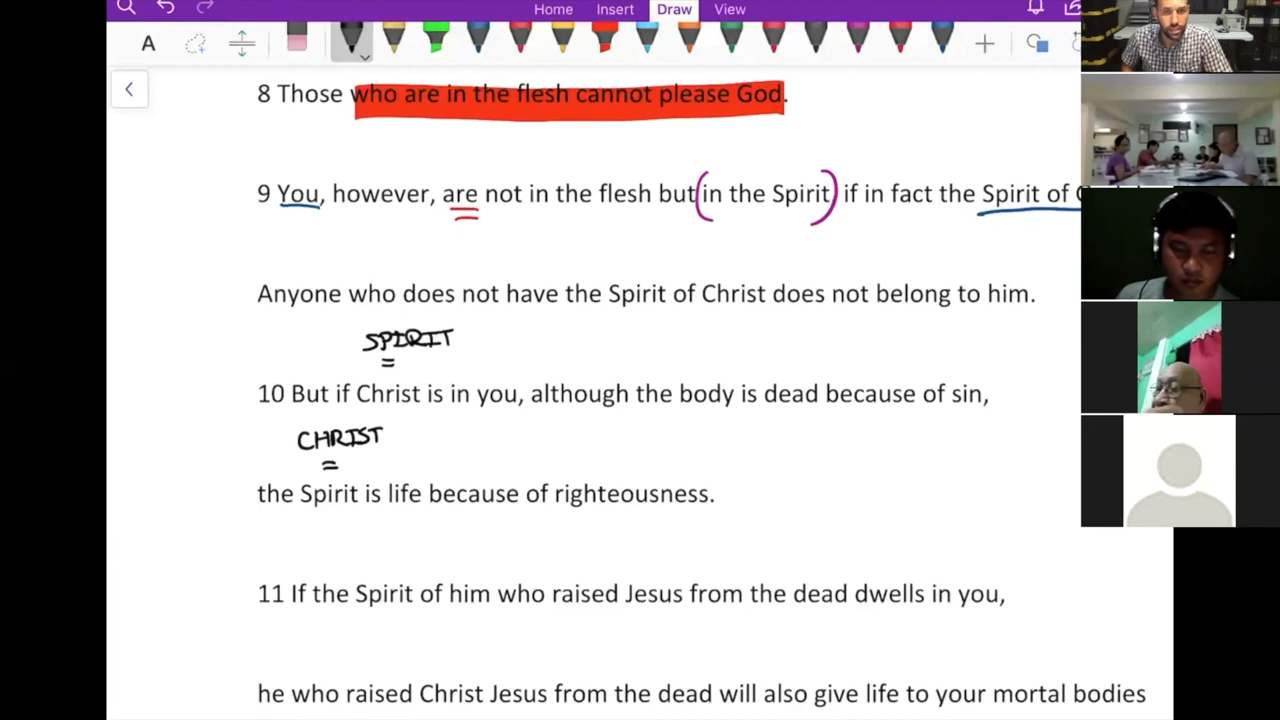 Home Insert Draw View
A
8 Those who are in the flesh cannot please God.
9 You, however, are not in the flesh but in the Spirit if in fact the Spirit of
Anyone who does not have the Spirit of Christ does not belong to him.
SPIRIT
=
10 But if Christ is in you, although the body is dead because of sin,
CHRIST
=
the Spirit is life because of righteousness.
11 If the Spirit of him who raised Jesus from the dead dwells in you,
he who raised Christ Jesus from the dead will also give life to your mortal bodies